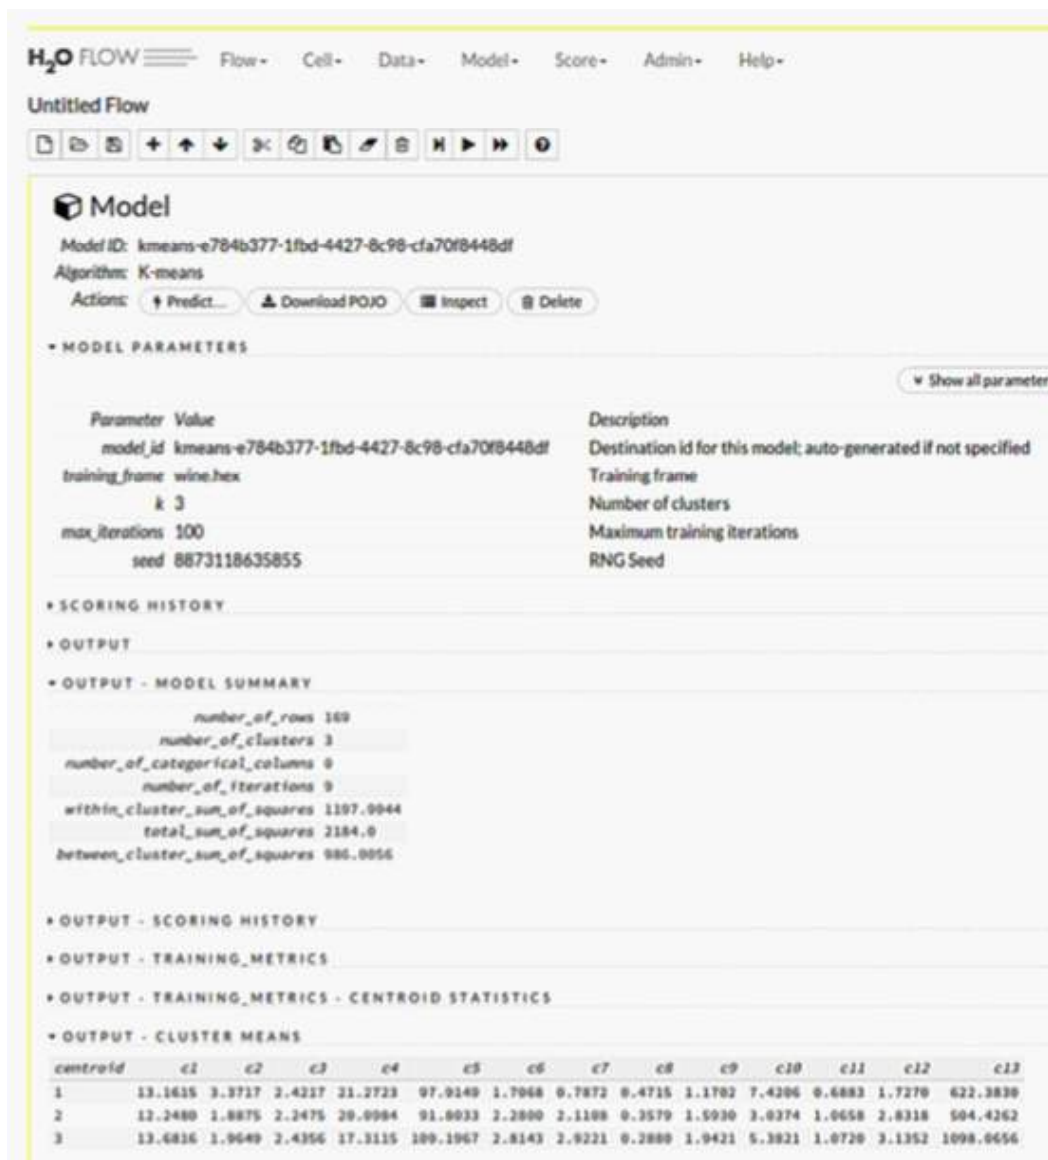 H2O FLOW Flow Cell Data Model Score Admin Help
Untitled Flow
Model
Model ID: kmeans-e784b377-1fbd-4427-8c98-cfa70f8448df
Algorithm: K-means
Actions: Predict... Download POJO Inspect Delete
MODEL PARAMETERS
Show all parameter
Parameter Value Description
model_id kmeans-e784b377-1fbd-4427-8c98-cfa70f8448df Destination id for this model; auto-generated if not specified
training_frame wine.hex Training frame
k 3 Number of clusters
max_iterations 100 Maximum training iterations
seed 8873118635855 RNG Seed
SCORING HISTORY
OUTPUT
OUTPUT - MODEL SUMMARY
number_of_rows 169
number_of_clusters 3
number_of_categorical_columns 0
number_of_iterations 9
within_cluster_sum_of_squares 1197.9944
total_sum_of_squares 2184.0
between_cluster_sum_of_squares 986.0056
OUTPUT - SCORING HISTORY
OUTPUT - TRAINING_METRICS
OUTPUT - TRAINING_METRICS - CENTROID STATISTICS
OUTPUT - CLUSTER MEANS
centroid c1 c2 c3 c4 c5 c6 c7 c8 c9 c10 c11 c12 c13
1 13.1615 3.3717 2.4217 21.2723 97.9149 1.7068 0.7872 0.4715 1.1702 7.4206 0.6883 1.7270 622.3830
2 12.2480 1.8875 2.2475 20.0984 91.8033 2.2800 2.1108 0.3579 1.5930 3.0374 1.0658 2.8318 504.4262
3 13.6816 1.9649 2.4356 17.3115 109.1967 2.8143 2.9221 0.2880 1.9421 5.3821 1.0720 3.1352 1098.0656